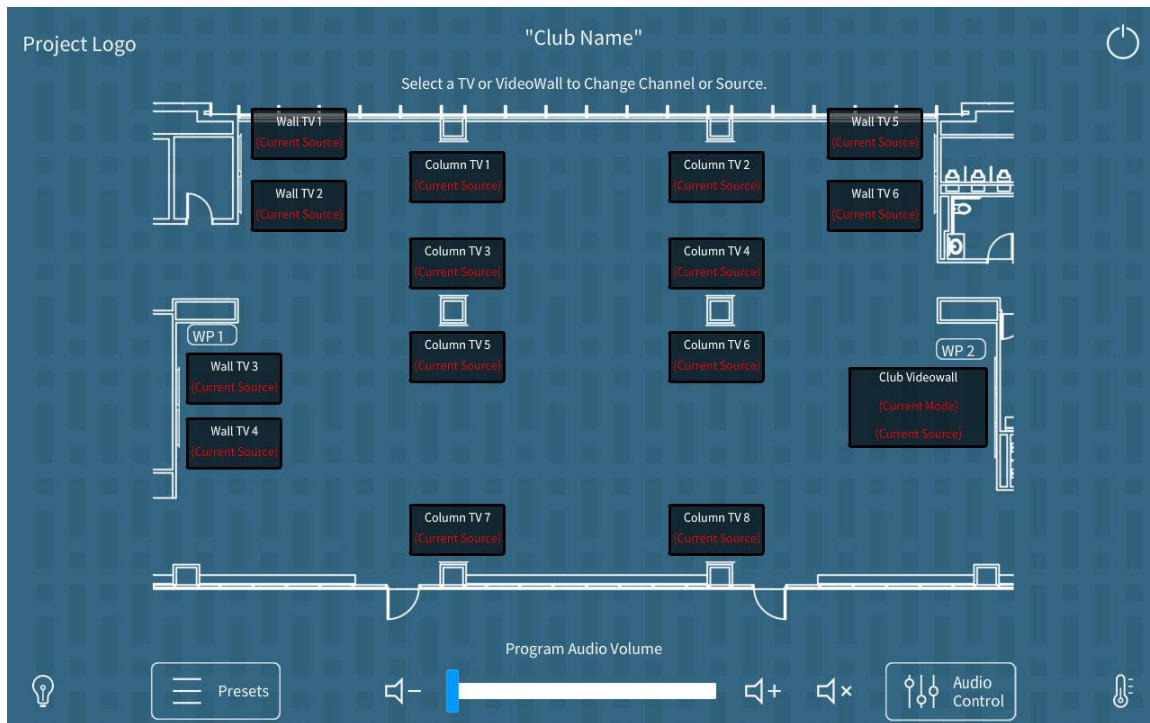 Project Logo
"Club Name"
Select a TV or VideoWall to Change Channel or Source.
Wall TV 1
(Current Source)
Wall TV 5
(Current Source)
Column TV 1
(Current Source)
Column TV 2
(Current Source)
Wall TV 2
(Current Source)
Wall TV 6
(Current Source)
Column TV 3
(Current Source)
Column TV 4
(Current Source)
WP 1
Column TV 5
(Current Source)
Column TV 6
(Current Source)
WP 2
Wall TV 3
(Current Source)
Club Videowall
(Current Mode)
(Current Source)
Wall TV 4
(Current Source)
Column TV 7
(Current Source)
Column TV 8
(Current Source)
Program Audio Volume
Presets
Audio
Control